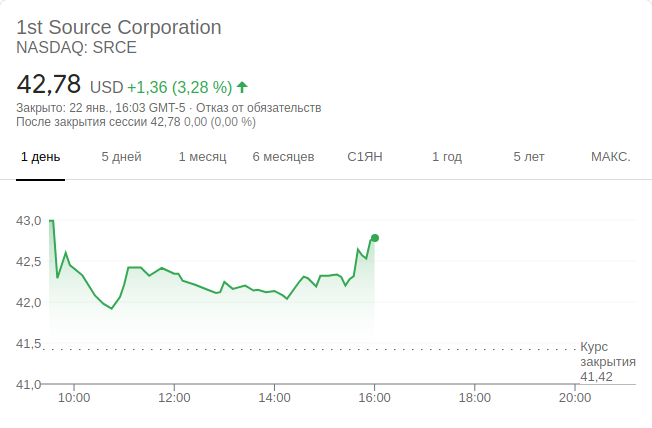 1st Source Corporation
NASDAQ: SRCE
42,78 USD +1,36 (3,28 %)
Закрыто: 22 янв., 16:03 GMT-5 · Отказ от обязательств
После закрытия сессии 42,78 0,00 (0,00 %)
1 день 5 дней 1 месяц 6 месяцев С1ЯН 1 год 5 лет МАКС.
43,0
42,5
42,0
41,5
Курс
закрытия
41,42
41,0
10:00 12:00 14:00 16:00 18:00 20:00